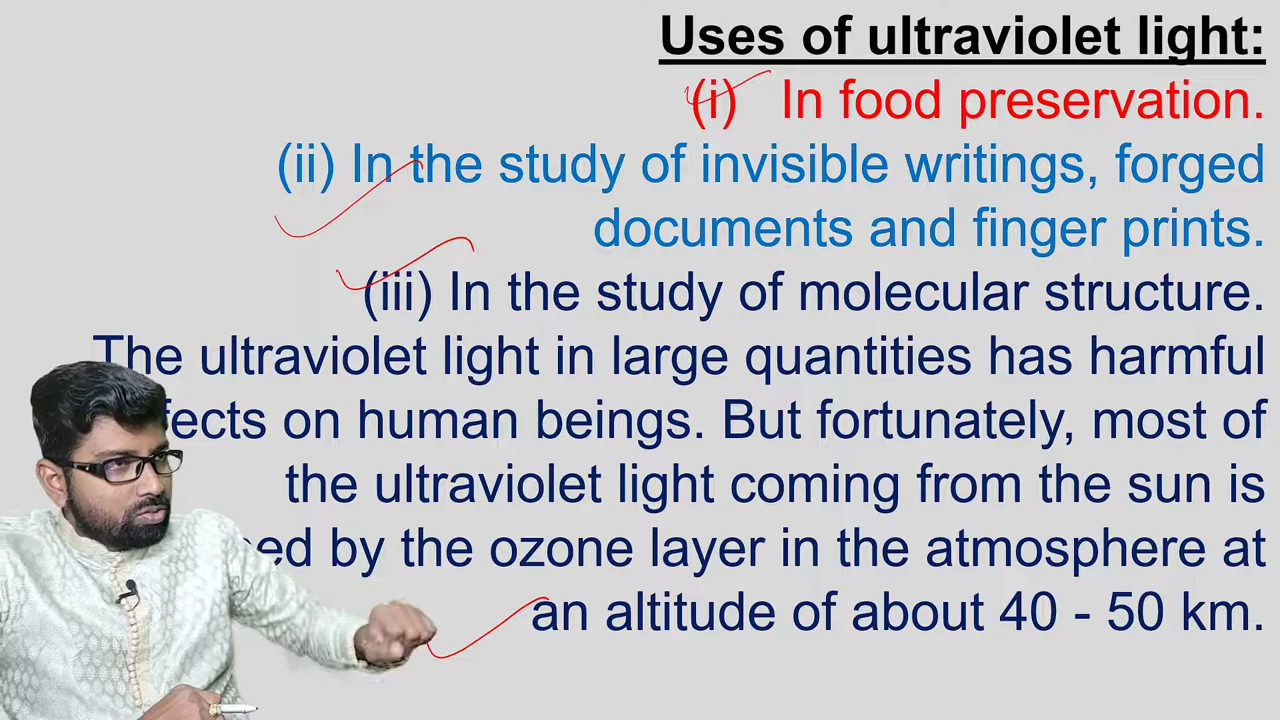 Uses of ultraviolet light:
(i) In food preservation.
(ii) In the study of invisible writings, forged
documents and finger prints.
(iii) In the study of molecular structure.
The ultraviolet light in large quantities has harmful
on human beings. But fortunately, most of
the ultraviolet light coming from the sun is
by the ozone layer in the atmosphere at
an altitude of about 40 - 50 km.